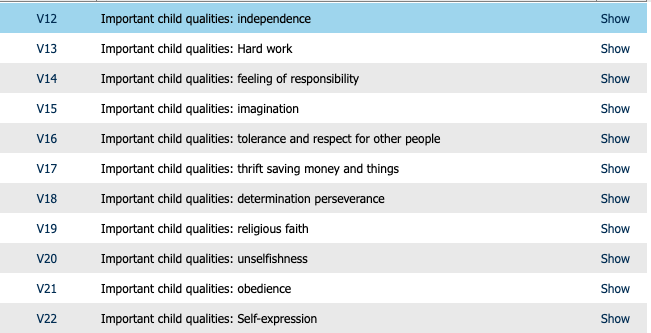 V12 Important child qualities: independence Show
V13 Important child qualities: Hard work Show
V14 Important child qualities: feeling of responsibility Show
V15 Important child qualities: imagination Show
V16 Important child qualities: tolerance and respect for other people Show
V17 Important child qualities: thrift saving money and things Show
V18 Important child qualities: determination perseverance Show
V19 Important child qualities: religious faith Show
V20 Important child qualities: unselfishness Show
V21 Important child qualities: obedience Show
V22 Important child qualities: Self-expression Show